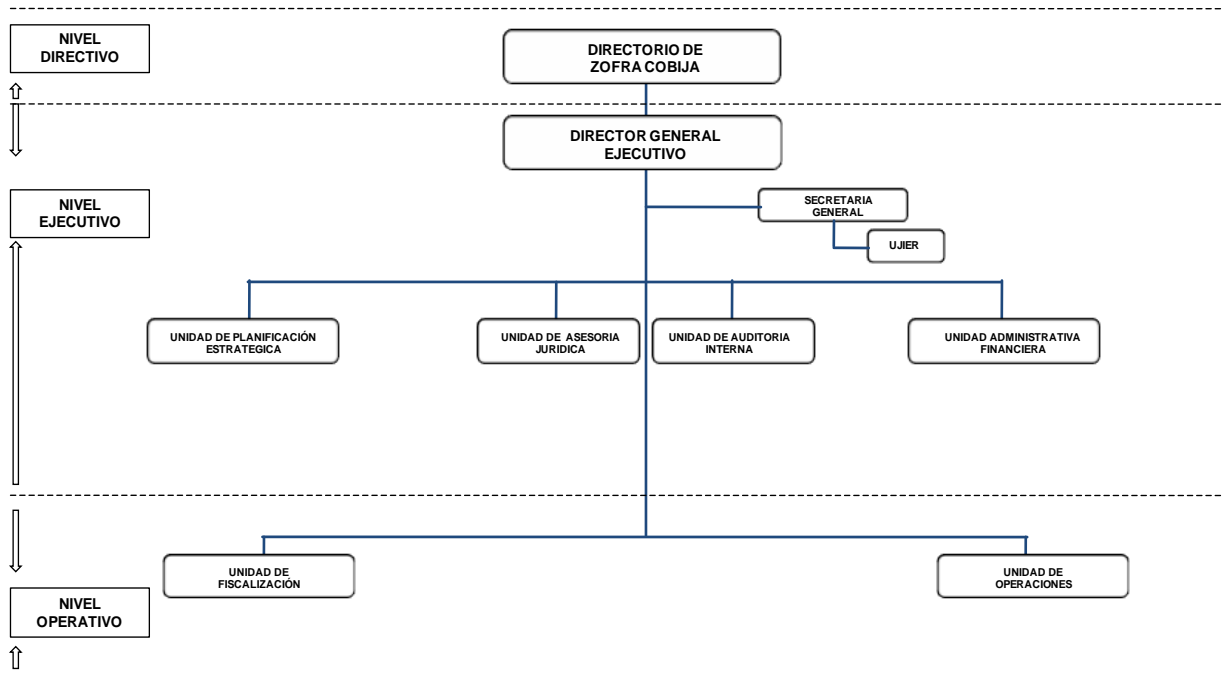 NIVEL
DIRECTIVO
DIRECTORIO DE
ZOFRA COBIJA
DIRECTOR GENERAL
EJECUTIVO
NIVEL
EJECUTIVO
SECRETARIA
GENERAL
UJIER
UNIDAD DE PLANIFICACIÓN
ESTRATEGICA
UNIDAD DE ASESORIA
JURIDICA
UNIDAD DE AUDITORIA
INTERNA
UNIDAD ADMINISTRATIVA
FINANCIERA
UNIDAD DE
FISCALIZACIÓN
UNIDAD DE
OPERACIONES
NIVEL
OPERATIVO